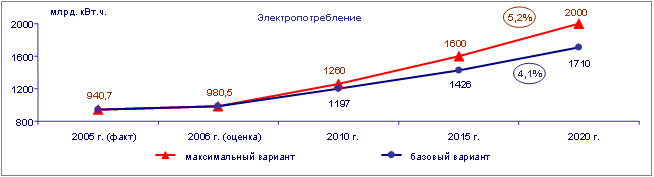 млрд. кВт.ч.
Электропотребление
2000
1600
1200
800
940,7
980,5
1260
1197
1600
1426
5,2%
4,1%
2000
1710
2005 г. (факт)
2006 г. (оценка)
2010 г.
2015 г.
2020 г.
максимальный вариант
базовый вариант